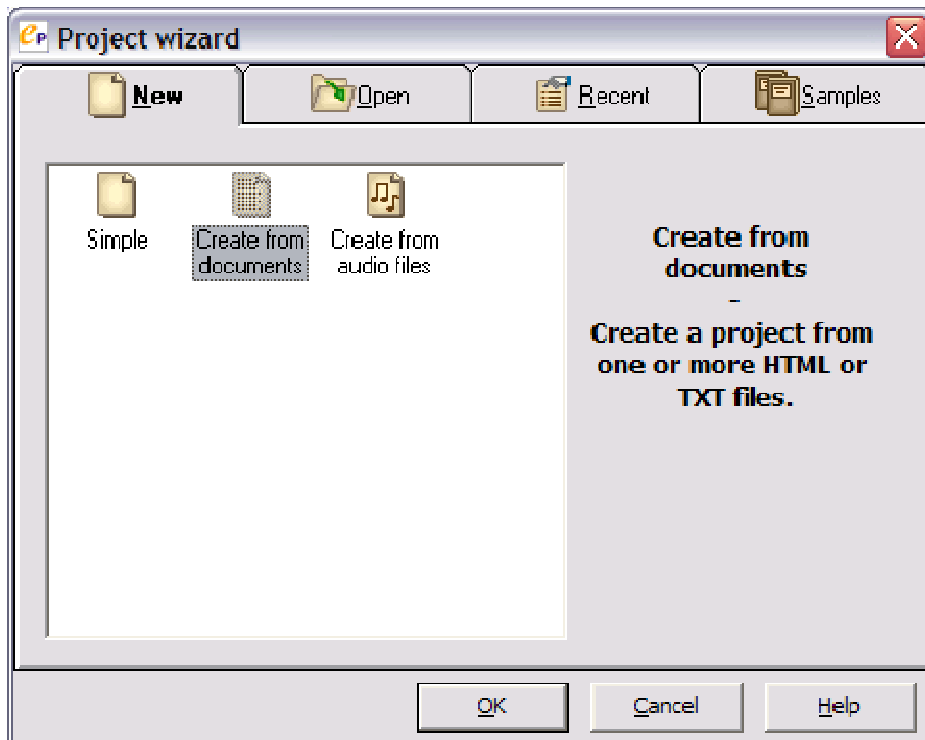 eP Project wizard
New Open Recent Samples
Simple
Create from
documents
Create from
audio files
Create from
documents
-
Create a project from
one or more HTML or
TXT files.
OK Cancel Help